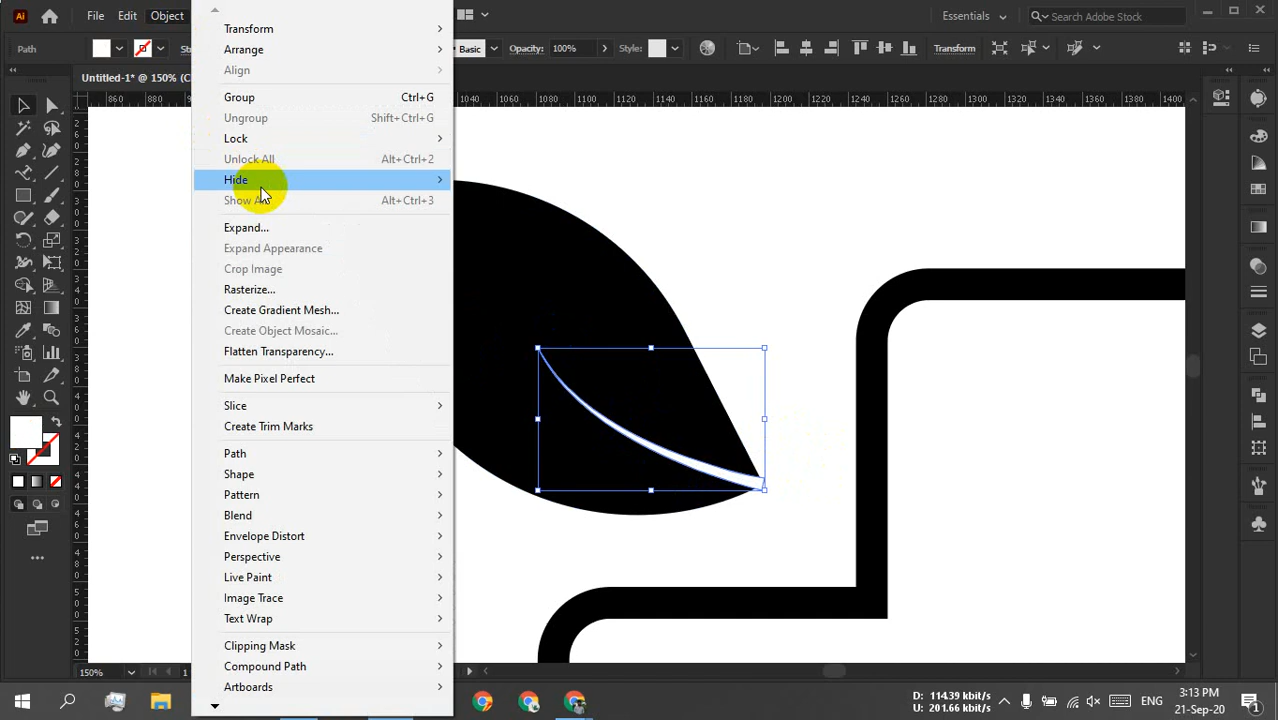 Ai File Edit Object Essentials Search Adobe Stock
Path Basic Opacity: 100% Style: Transform
Untitled-1* @ 150% (C
860 880 1040 1060 1080 1100 1120 1140 1160 1180 1200 1220 1240 1260 1280 1300 1320 1340 1360 1380 1400
Transform
Arrange
Align
Group Ctrl+G
Ungroup Shift+Ctrl+G
Lock
Unlock All Alt+Ctrl+2
Hide
Show Alt+Ctrl+3
Expand...
Expand Appearance
Crop Image
Rasterize...
Create Gradient Mesh...
Create Object Mosaic...
Flatten Transparency...
Make Pixel Perfect
Slice
Create Trim Marks
Path
Shape
Pattern
Blend
Envelope Distort
Perspective
Live Paint
Image Trace
Text Wrap
Clipping Mask
Compound Path
Artboards
150% 1
D: 114.39 kbit/s
U: 201.66 kbit/s
ENG
3:13 PM
21-Sep-20